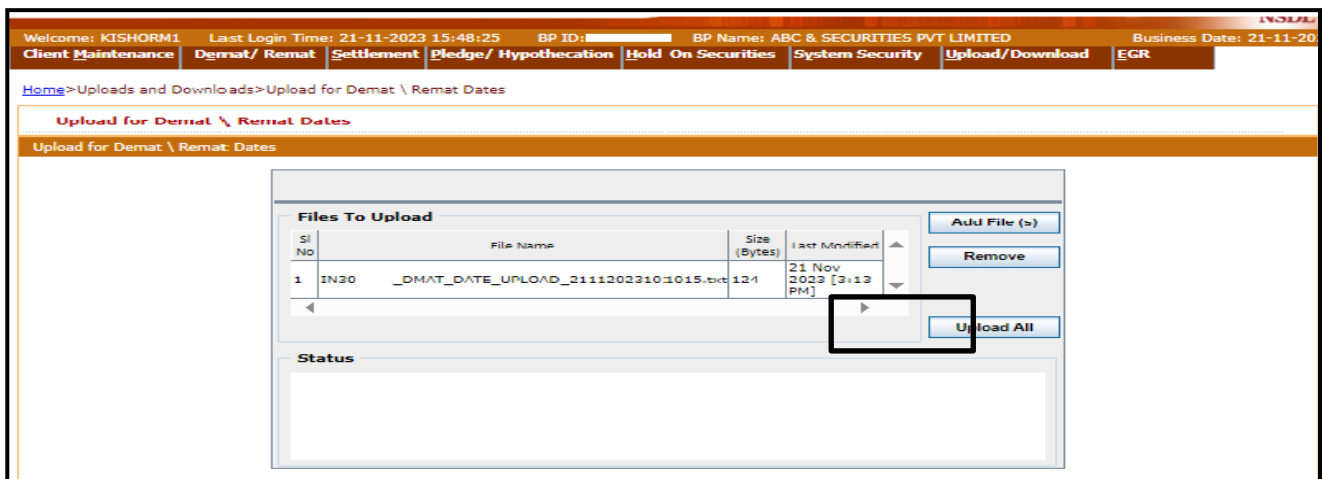 NSDL
Welcome: KISHORM1 Last Login Time: 21-11-2023 15:48:25 BP ID: BP Name: ABC & SECURITIES PVT LIMITED Business Date: 21-11-20
Client Maintenance Demat/ Remat Settlement Pledge/ Hypothecation Hold On Securities System Security Upload/Download EGR
Home>Uploads and Downloads>Upload for Demat \ Remat Dates
Upload for Demat \ Remat Dates
Upload for Demat \ Remat Dates
Files To Upload
Add File (s)
Sl No File Name Size (Bytes) Last Modified
Remove
1 IN30 _DMAT_DATE_UPLOAD_21112023101015.txt 124 21 Nov 2023 [3:13 PM]
Upload All
Status